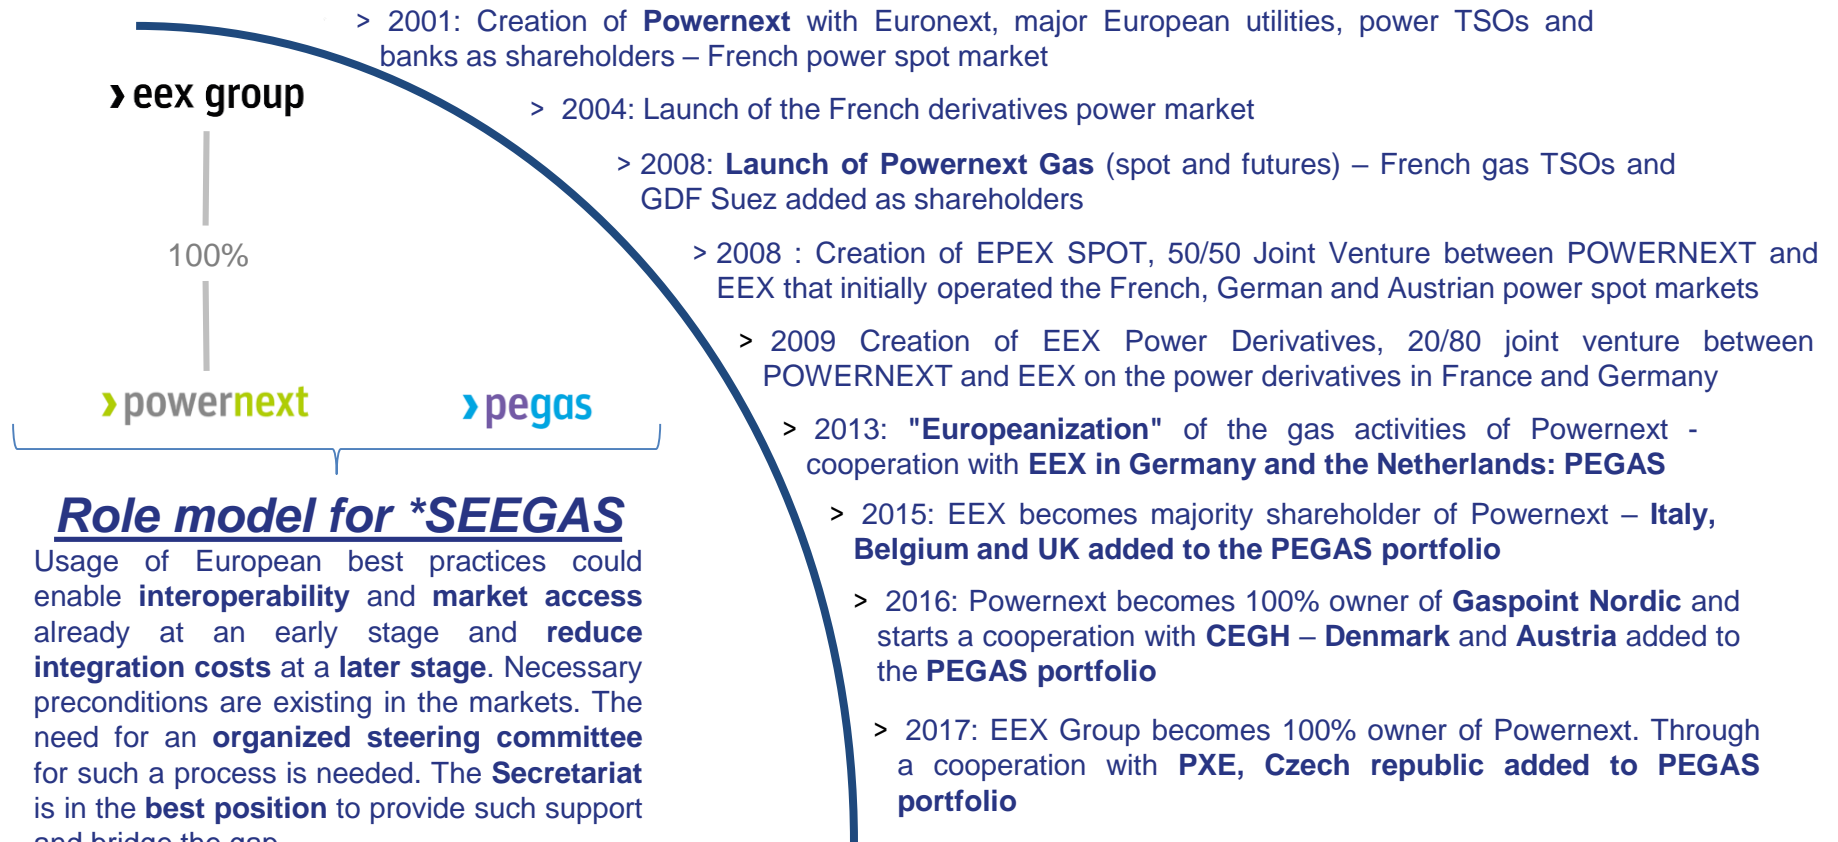 > 2001: Creation of Powernext with Euronext, major European utilities, power TSOs and
banks as shareholders – French power spot market
> 2004: Launch of the French derivatives power market
> 2008: Launch of Powernext Gas (spot and futures) – French gas TSOs and
GDF Suez added as shareholders
> 2008 : Creation of EPEX SPOT, 50/50 Joint Venture between POWERNEXT and
EEX that initially operated the French, German and Austrian power spot markets
> 2009 Creation of EEX Power Derivatives, 20/80 joint venture between
POWERNEXT and EEX on the power derivatives in France and Germany
> 2013: "Europeanization" of the gas activities of Powernext -
cooperation with EEX in Germany and the Netherlands: PEGAS
> 2015: EEX becomes majority shareholder of Powernext – Italy,
Belgium and UK added to the PEGAS portfolio
> 2016: Powernext becomes 100% owner of Gaspoint Nordic and
starts a cooperation with CEGH – Denmark and Austria added to
the PEGAS portfolio
> 2017: EEX Group becomes 100% owner of Powernext. Through
a cooperation with PXE, Czech republic added to PEGAS
portfolio
eex group
100%
powernext
pegas
Role model for *SEEGAS
Usage of European best practices could
enable interoperability and market access
already at an early stage and reduce
integration costs at a later stage. Necessary
preconditions are existing in the markets. The
need for an organized steering committee
for such a process is needed. The Secretariat
is in the best position to provide such support
and bridge the gap